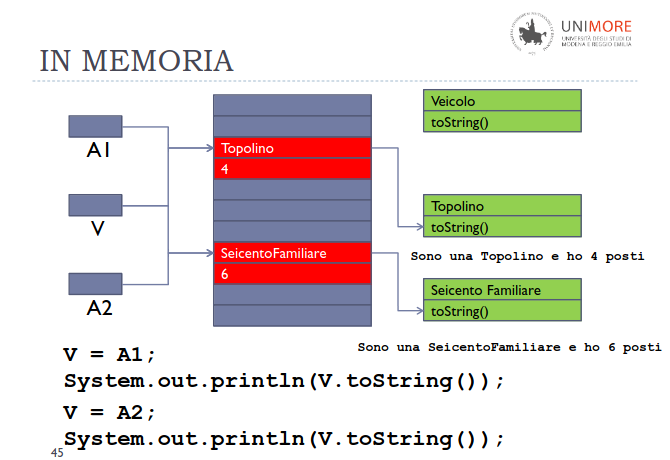 UNIMORE
UNIVERSITÀ DEGLI STUDI DI
MODENA E REGGIO EMILIA
IN MEMORIA
A1
V
A2
Topolino
4
SeicentoFamiliare
6
Veicolo
toString()
Topolino
toString()
Sono una Topolino e ho 4 posti
Seicento Familiare
toString()
Sono una SeicentoFamiliare e ho 6 posti
V = A1;
System.out.println(V.toString());
V = A2;
System.out.println(V.toString());
45